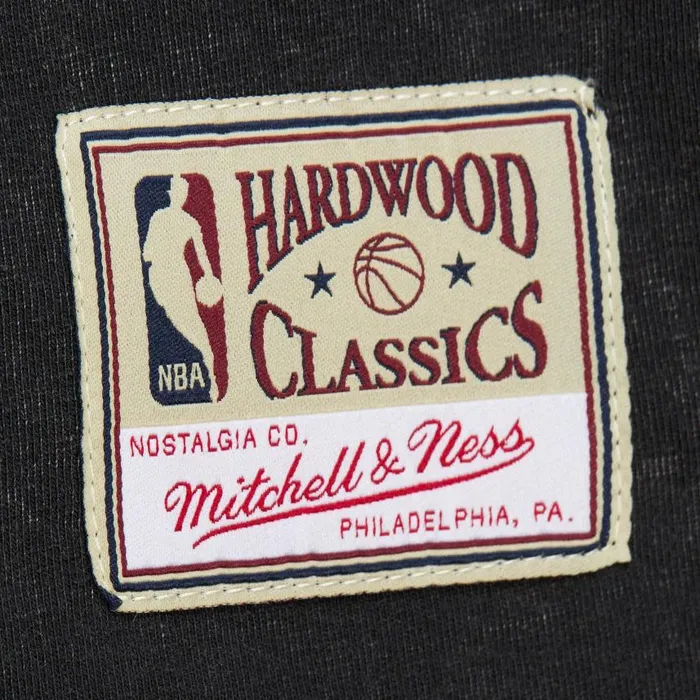 HARDWOOD
CLASSICS
NBA
NOSTALGIA CO.
Mitchell & Ness
PHILADELPHIA, PA.